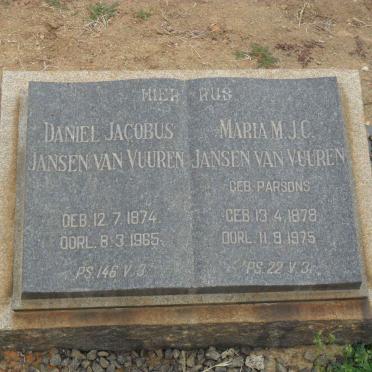 HIER RUS
DANIEL JACOBUS
JANSEN VAN VUUREN
GEB. 12.7.1874.
OORL. 8.3.1965.
PS. 146 V. 3.
MARIA M.J.C.
JANSEN VAN VUUREN
GEB. PARSONS
GEB. 13.4.1878
OORL. 11.9.1975
PS. 22 V. 3.